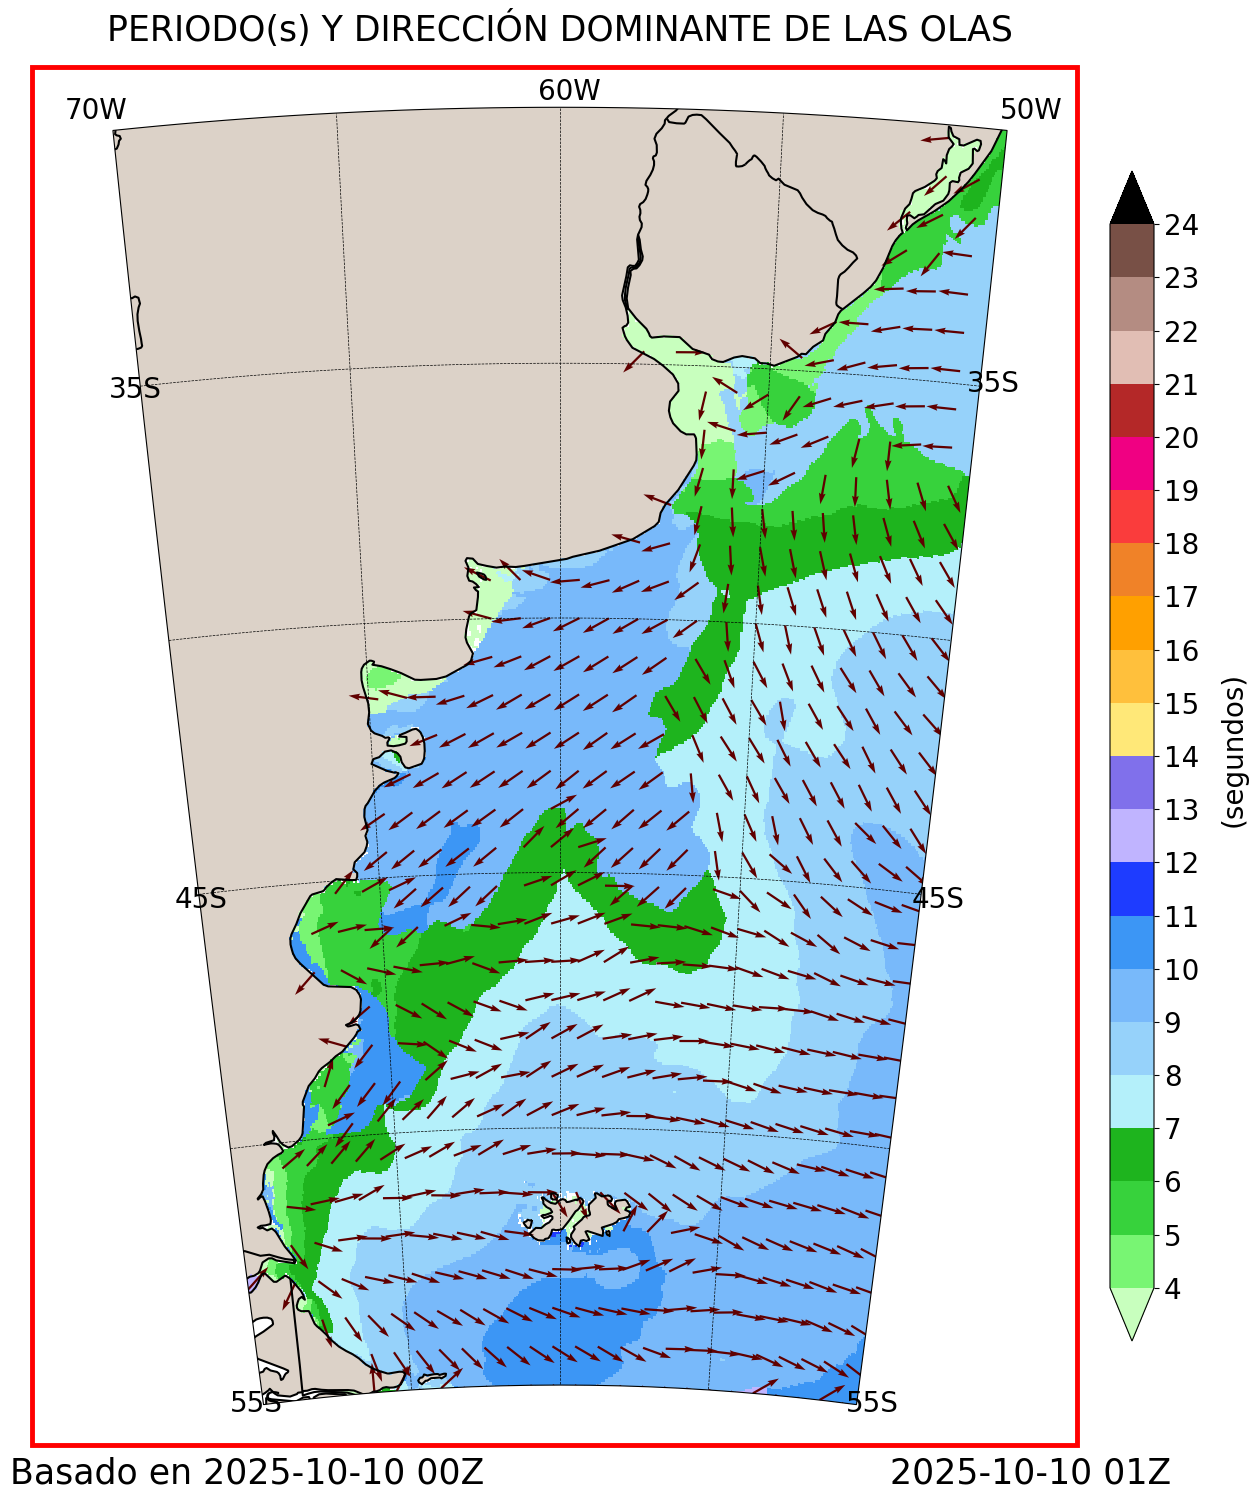 PERIODO(s) Y DIRECCIÓN DOMINANTE DE LAS OLAS
70W
60W
50W
35S
35S
45S
45S
55S
55S
24
23
22
21
20
19
18
17
16
15
14
13
12
11
10
9
8
7
6
5
4
(segundos)
Basado en 2025-10-10 00Z
2025-10-10 01Z